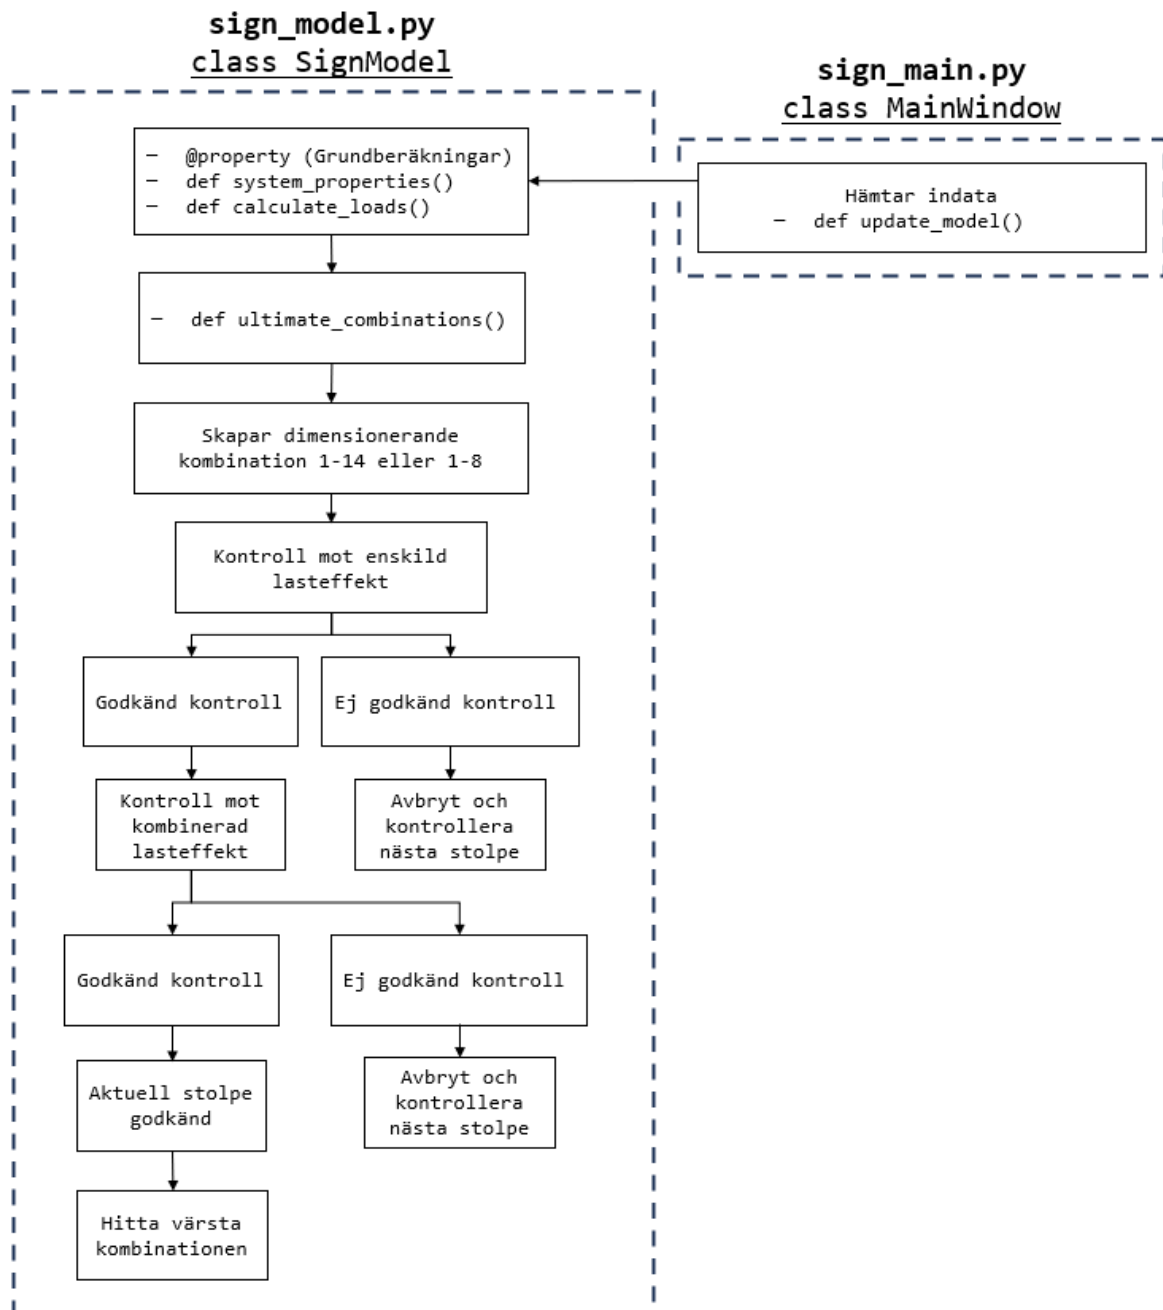 sign_model.py
class SignModel
sign_main.py
class MainWindow
– @property (Grundberäkningar)
– def system_properties()
– def calculate_loads()
Hämtar indata
– def update_model()
– def ultimate_combinations()
Skapar dimensionerande
kombination 1-14 eller 1-8
Kontroll mot enskild
lasteffekt
Godkänd kontroll
Ej godkänd kontroll
Kontroll mot
kombinerad
lasteffekt
Avbryt och
kontrollera
nästa stolpe
Godkänd kontroll
Ej godkänd kontroll
Aktuell stolpe
godkänd
Avbryt och
kontrollera
nästa stolpe
Hitta värsta
kombinationen